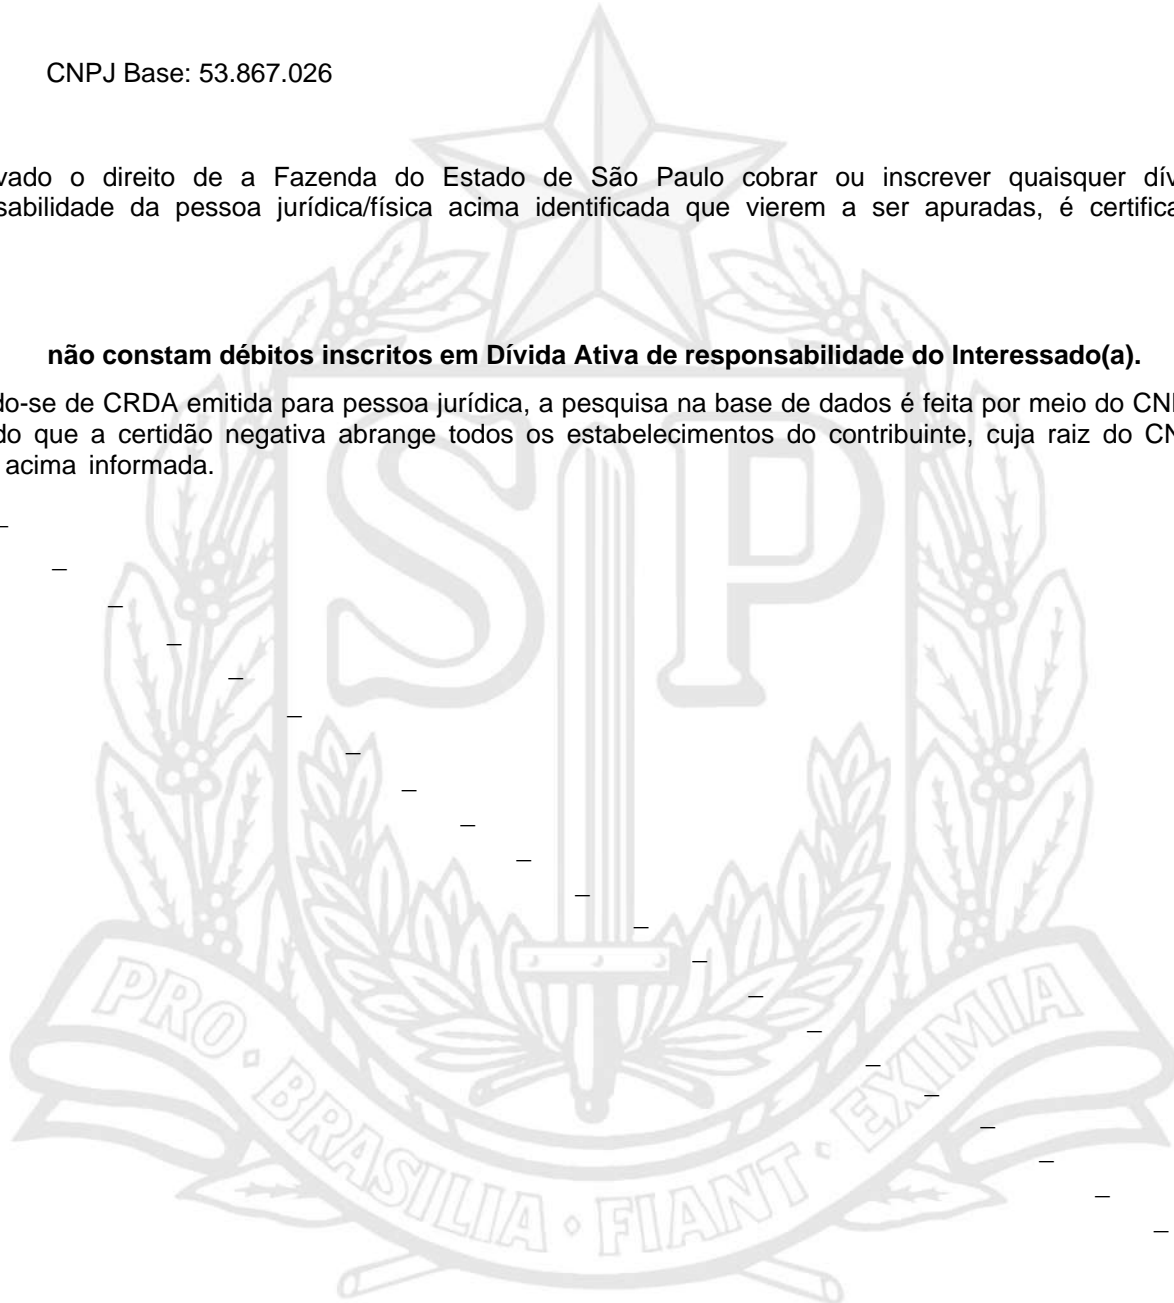 CNPJ Base: 53.867.026
vado o direito de a Fazenda do Estado de São Paulo cobrar ou inscrever quaisquer dív
sabilidade da pessoa jurídica/física acima identificada que vierem a ser apuradas, é certifica
não constam débitos inscritos em Dívida Ativa de responsabilidade do Interessado(a).
do-se de CRDA emitida para pessoa jurídica, a pesquisa na base de dados é feita por meio do CN
do que a certidão negativa abrange todos os estabelecimentos do contribuinte, cuja raiz do CN
acima informada.
SP
PRO • BRASILIA • FIANT • EXIMIA